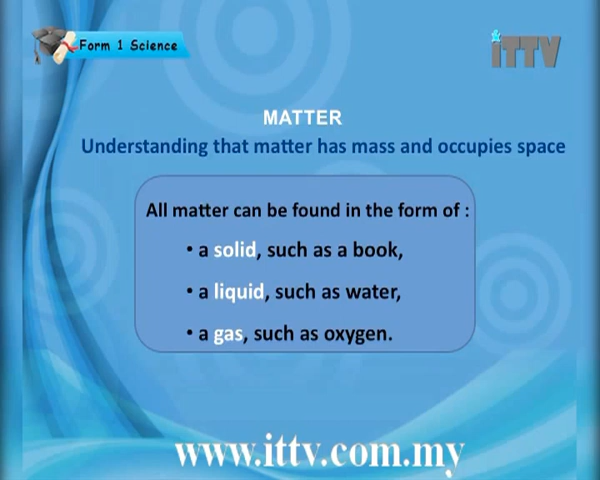 Form 1 Science
iTTV
MATTER
Understanding that matter has mass and occupies space
All matter can be found in the form of :
• a solid, such as a book,
• a liquid, such as water,
• a gas, such as oxygen.
www.ittv.com.my